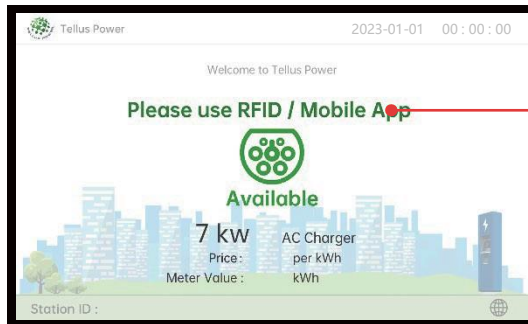 Tellus Power 2023-01-01 00:00:00
Welcome to Tellus Power
Please use RFID / Mobile App
Available
7 kw AC Charger
Price: per kWh
Meter Value: kWh
Station ID: